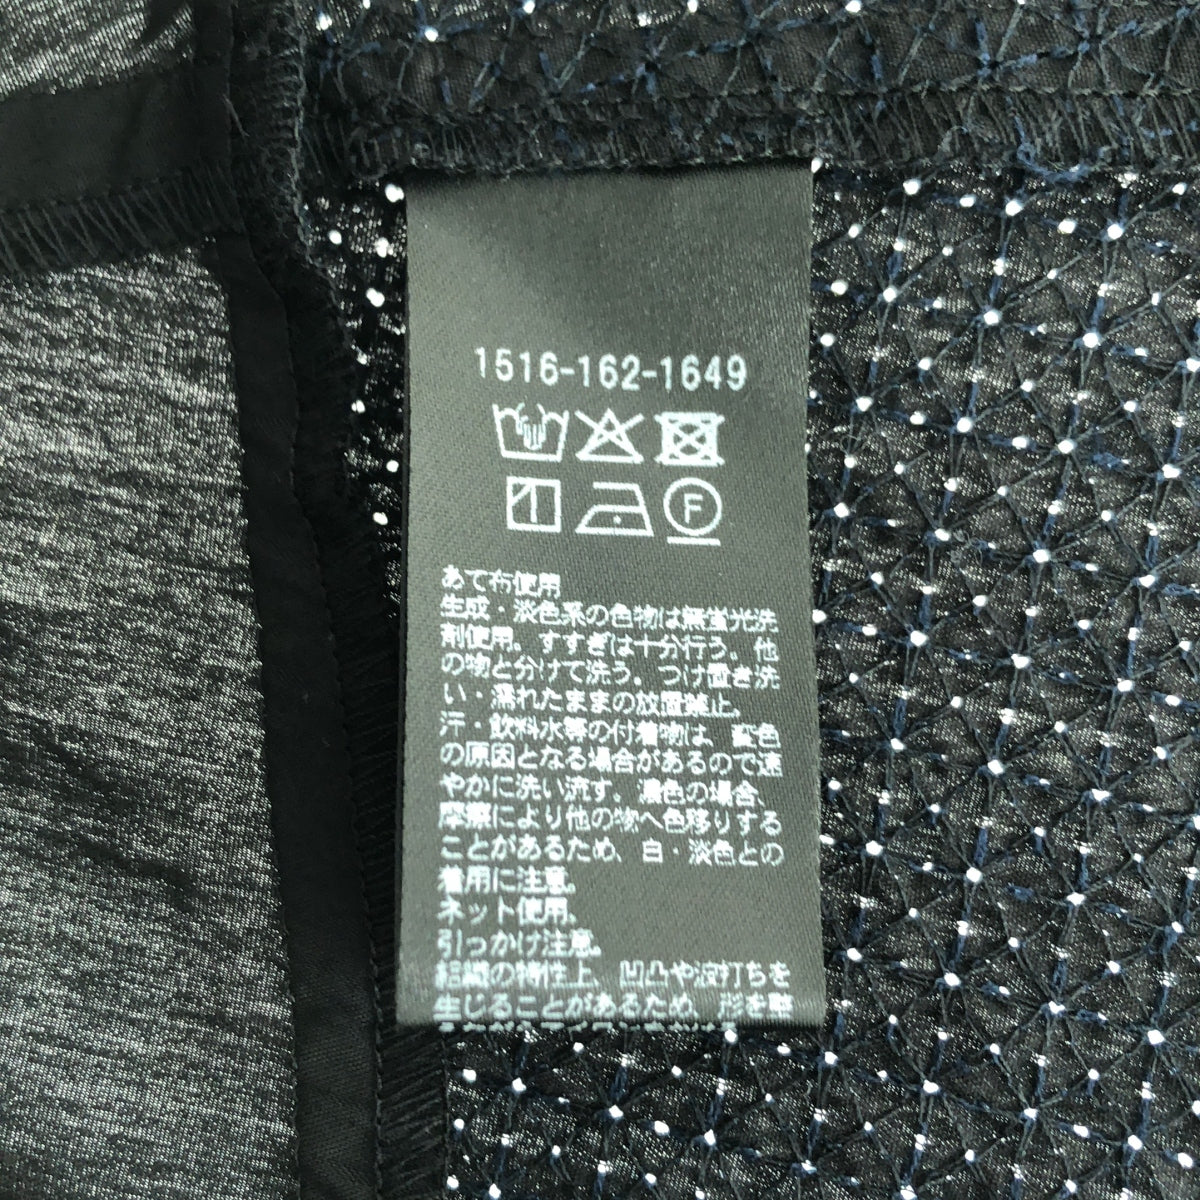 1516-162-1649
F
あて布使用
生成・淡色系の色物は無蛍光洗
剤使用。すすぎは十分行う。他
の物と分けて洗う。つけ置き洗
い・濡れたままの放置禁止。
汗・飲料水等の付着物は、変色
の原因となる場合があるので速
やかに洗い流す。濃色の場合、
摩擦により他の物へ色移りする
ことがあるため、白・淡色との
着用に注意。
ネット使用。
引っかけ注意。
組織の特性上、凹凸や波打ちを
生じることがあるため、形を整